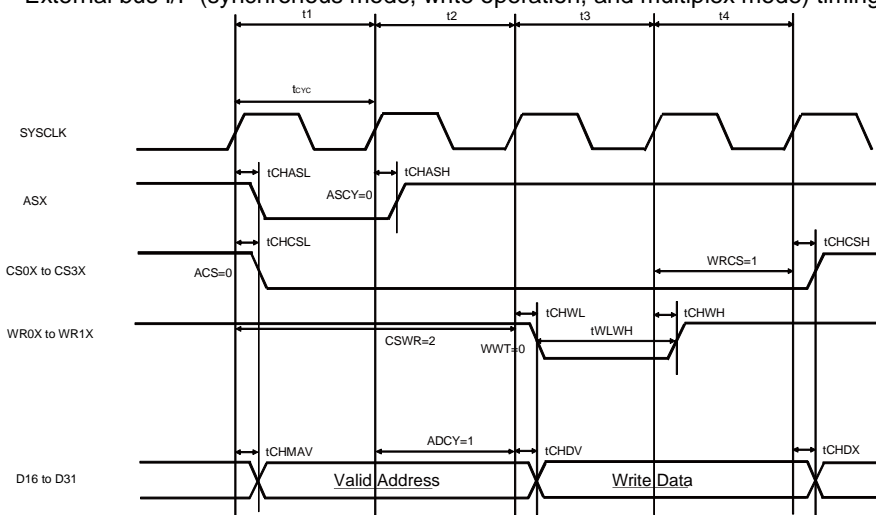 External bus I/F (synchronous mode, write operation, and multiplex mode) timing
t1 t2 t3 t4
tCYC
SYSCLK
tCHASL tCHASH
ASCY=0
ASX
tCHCSL tCHCSH
WRCS=1
CS0X to CS3X ACS=0
tCHWL tCHWH
tWLWH
WR0X to WR1X
CSWR=2
WWT=0
ADCY=1
tCHMAV tCHDV tCHDX
D16 to D31 Valid Address Write Data